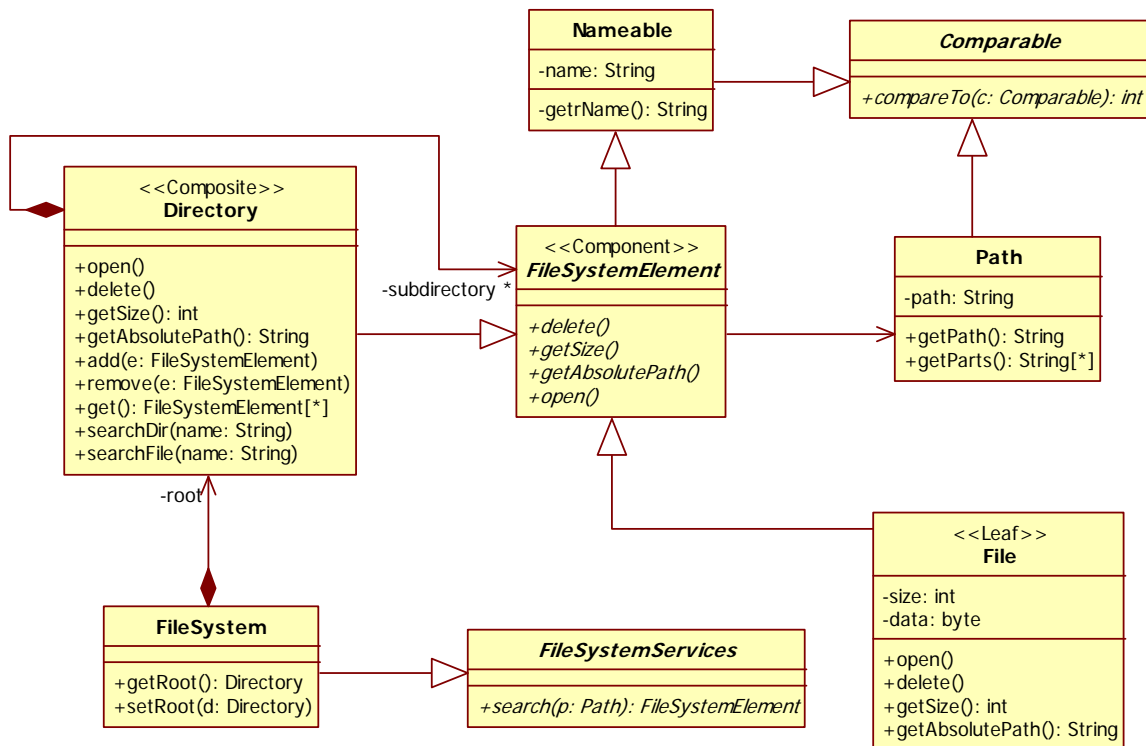 Nameable
-name: String
-getrName(): String
Comparable
+compareTo(c: Comparable): int
<<Composite>>
Directory
+open()
+delete()
+getSize(): int
+getAbsolutePath(): String
+add(e: FileSystemElement)
+remove(e: FileSystemElement)
+get(): FileSystemElement[*]
+searchDir(name: String)
+searchFile(name: String)
-subdirectory *
<<Component>>
FileSystemElement
+delete()
+getSize()
+getAbsolutePath()
+open()
Path
-path: String
+getPath(): String
+getParts(): String[*]
-root
FileSystem
+getRoot(): Directory
+setRoot(d: Directory)
FileSystemServices
+search(p: Path): FileSystemElement
<<Leaf>>
File
-size: int
-data: byte
+open()
+delete()
+getSize(): int
+getAbsolutePath(): String